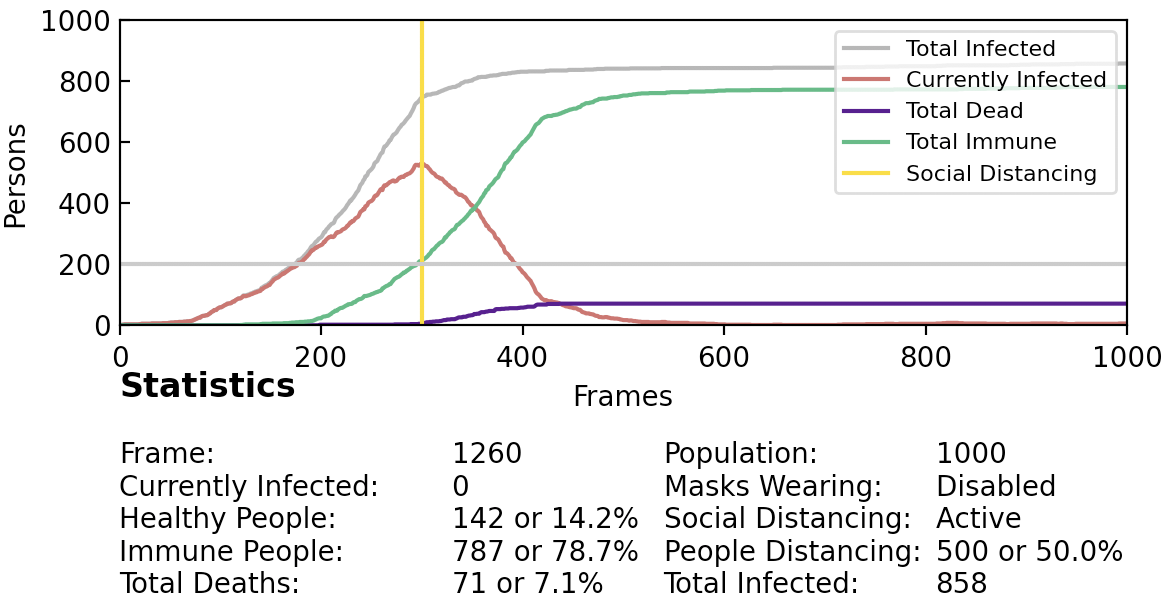 1000
800
600
400
200
0
Persons
Total Infected
Currently Infected
Total Dead
Total Immune
Social Distancing
0 200 400 600 800 1000
Frames
Statistics
Frame: 1260 Population: 1000
Currently Infected: 0 Masks Wearing: Disabled
Healthy People: 142 or 14.2% Social Distancing: Active
Immune People: 787 or 78.7% People Distancing: 500 or 50.0%
Total Deaths: 71 or 7.1% Total Infected: 858